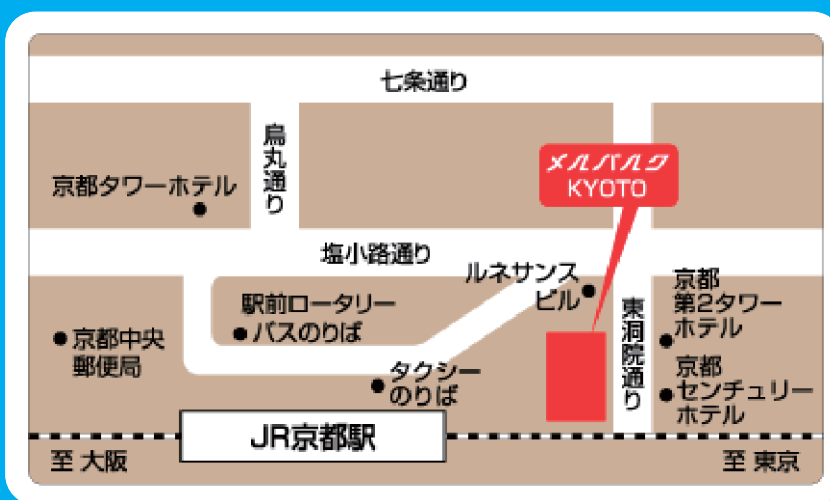 七条通り
烏丸通り
メルパルク
KYOTO
京都タワーホテル
塩小路通り
ルネサンス
ビル
京都
第2タワー
ホテル
駅前ロータリー
バスのりば
東洞院通り
京都中央
郵便局
タクシー
のりば
京都
センチュリー
ホテル
JR京都駅
至 大阪
至 東京